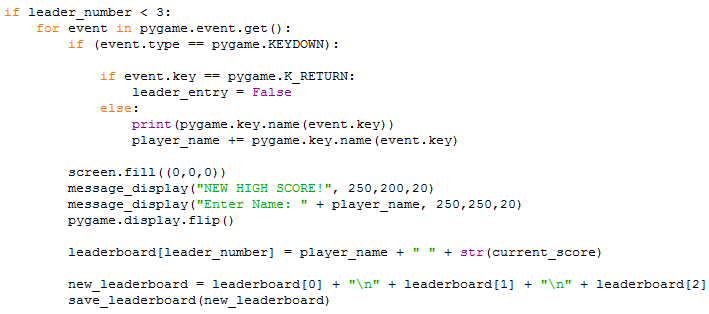 if leader_number < 3:
    for event in pygame.event.get():
        if (event.type == pygame.KEYDOWN):

            if event.key == pygame.K_RETURN:
                leader_entry = False
            else:
                print(pygame.key.name(event.key))
                player_name += pygame.key.name(event.key)

        screen.fill((0,0,0))
        message_display("NEW HIGH SCORE!", 250,200,20)
        message_display("Enter Name: " + player_name, 250,250,20)
        pygame.display.flip()

        leaderboard[leader_number] = player_name + " " + str(current_score)

        new_leaderboard = leaderboard[0] + "\n" + leaderboard[1] + "\n" + leaderboard[2]
        save_leaderboard(new_leaderboard)